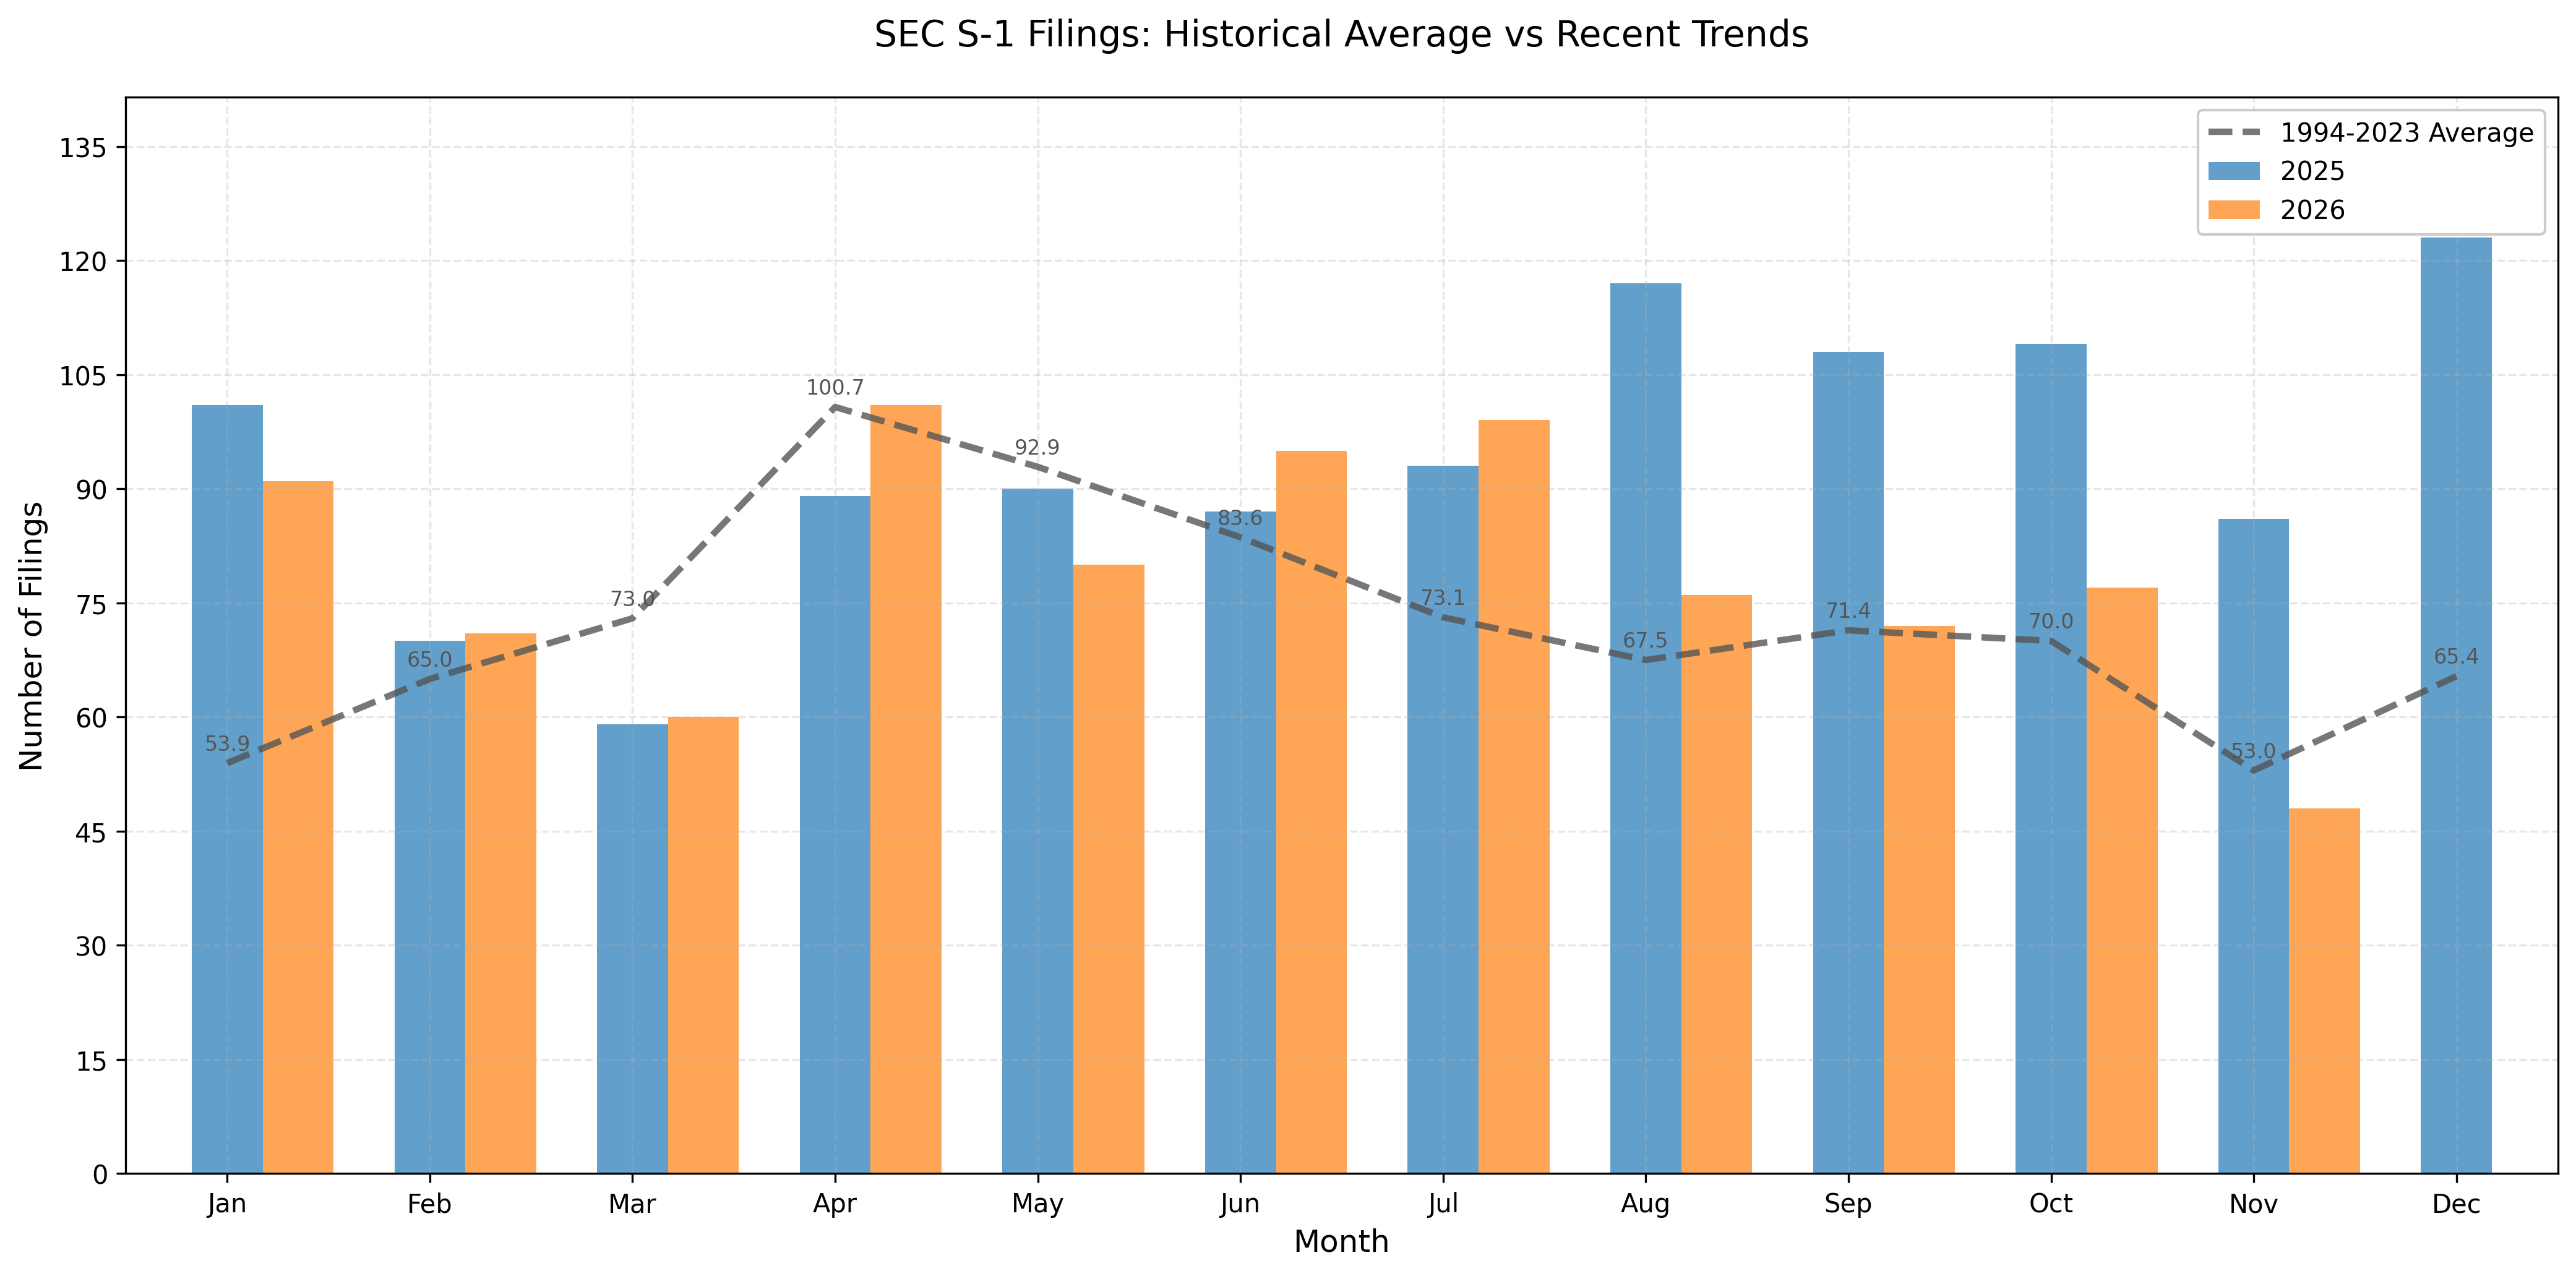 SEC S-1 Filings: Historical Average vs Recent Trends
1994-2023 Average
2025
2026
Number of Filings
135
120
105
90
75
60
45
30
15
0
53.9
65.0
73.0
100.7
92.9
83.6
73.1
67.5
71.4
70.0
53.0
65.4
Jan
Feb
Mar
Apr
May
Jun
Jul
Aug
Sep
Oct
Nov
Dec
Month